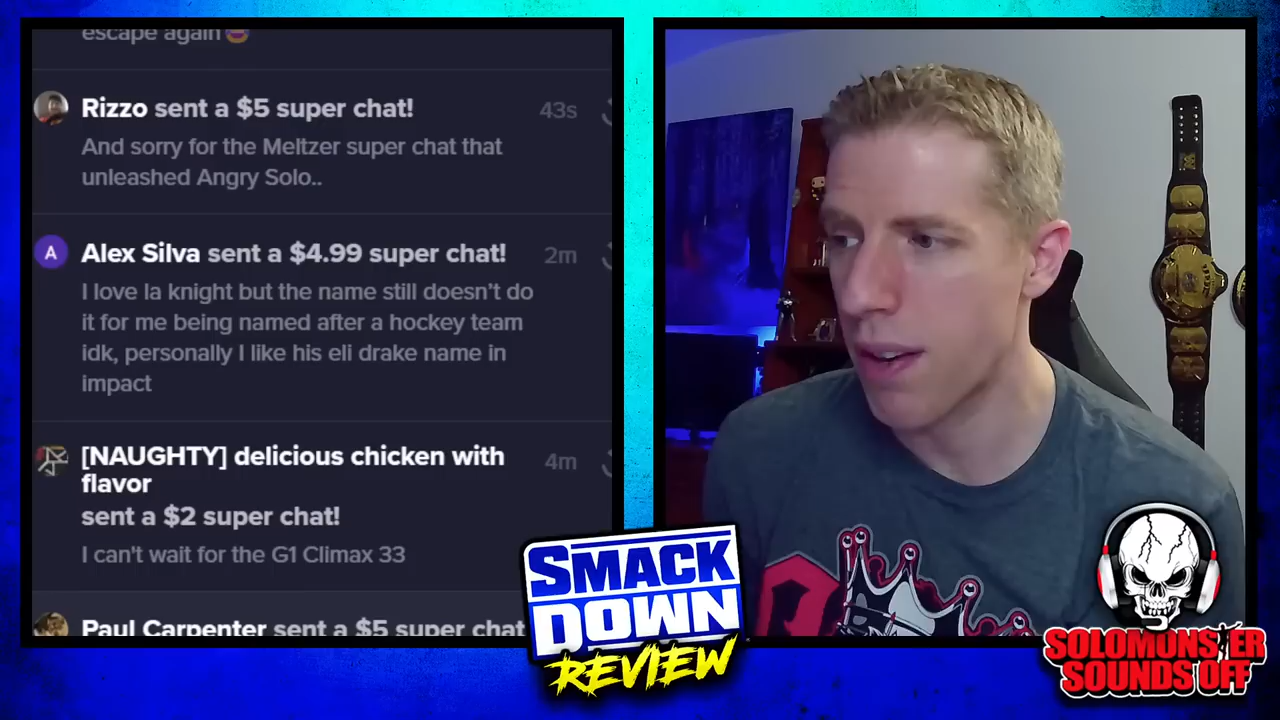 escape again
Rizzo sent a $5 super chat!
43s
And sorry for the Meltzer super chat that
unleashed Angry Solo..
A
Alex Silva sent a $4.99 super chat!
2m
I love la knight but the name still doesn't do
it for me being named after a hockey team
idk, personally I like his eli drake name in
impact
[NAUGHTY] delicious chicken with
flavor
4m
sent a $2 super chat!
I can't wait for the G1 Climax 33
Paul Carpenter sent a $5 super chat
SMACK
DOWN
REVIEW
SOLOMONSTER
SOUNDS OFF